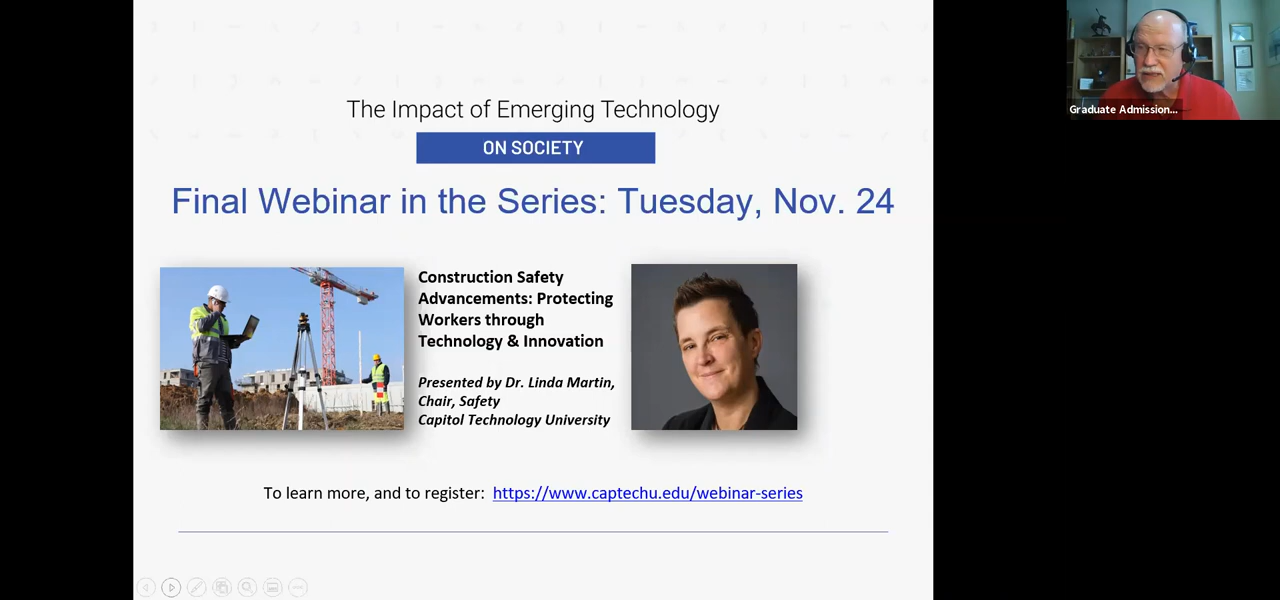 The Impact of Emerging Technology
ON SOCIETY
Final Webinar in the Series: Tuesday, Nov. 24
Construction Safety
Advancements: Protecting
Workers through
Technology & Innovation
Presented by Dr. Linda Martin,
Chair, Safety
Capitol Technology University
To learn more, and to register: https://www.captechu.edu/webinar-series
Graduate Admission...